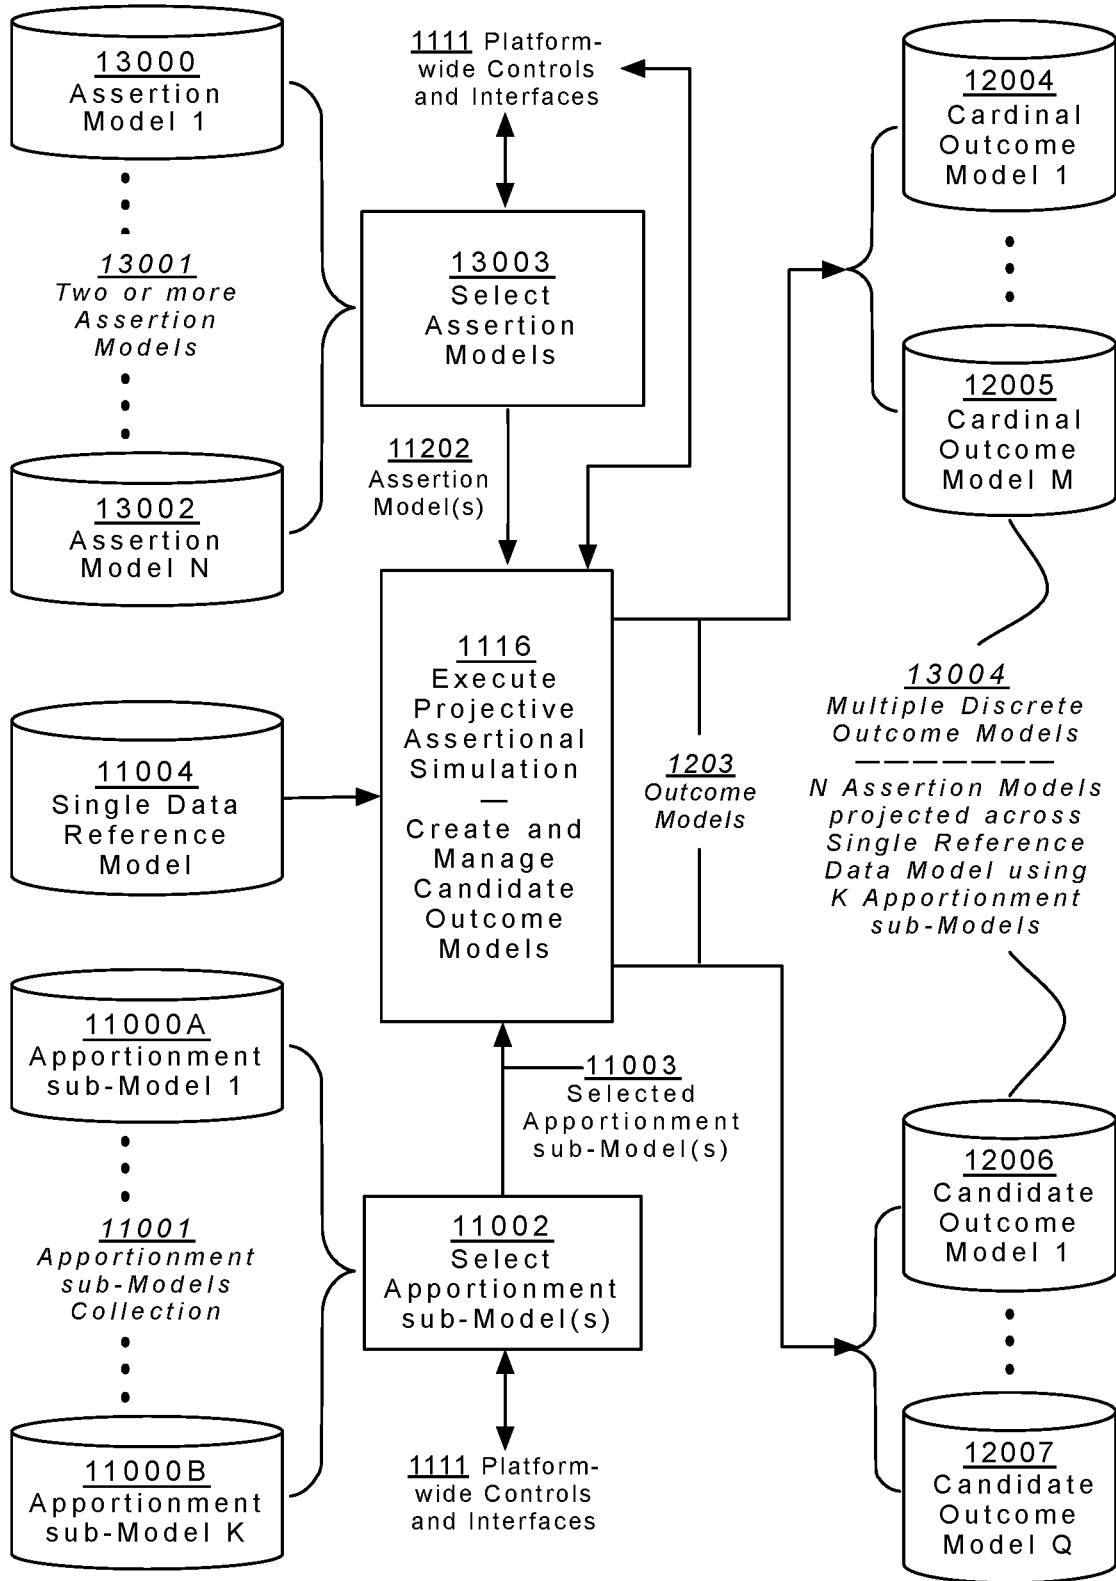 13000
Assertion
Model 1
13001
Two or more
Assertion
Models
13002
Assertion
Model N
1111 Platform-
wide Controls
and Interfaces
13003
Select
Assertion
Models
11202
Assertion
Model(s)
12004
Cardinal
Outcome
Model 1
12005
Cardinal
Outcome
Model M
11004
Single Data
Reference
Model
1116
Execute
Projective
Assertional
Simulation
—
Create and
Manage
Candidate
Outcome
Models
1203
Outcome
Models
13004
Multiple Discrete
Outcome Models
———————
N Assertion Models
projected across
Single Reference
Data Model using
K Apportionment
sub-Models
11000A
Apportionment
sub-Model 1
11001
Apportionment
sub-Models
Collection
11000B
Apportionment
sub-Model K
11003
Selected
Apportionment
sub-Model(s)
11002
Select
Apportionment
sub-Model(s)
1111 Platform-
wide Controls
and Interfaces
12006
Candidate
Outcome
Model 1
12007
Candidate
Outcome
Model Q